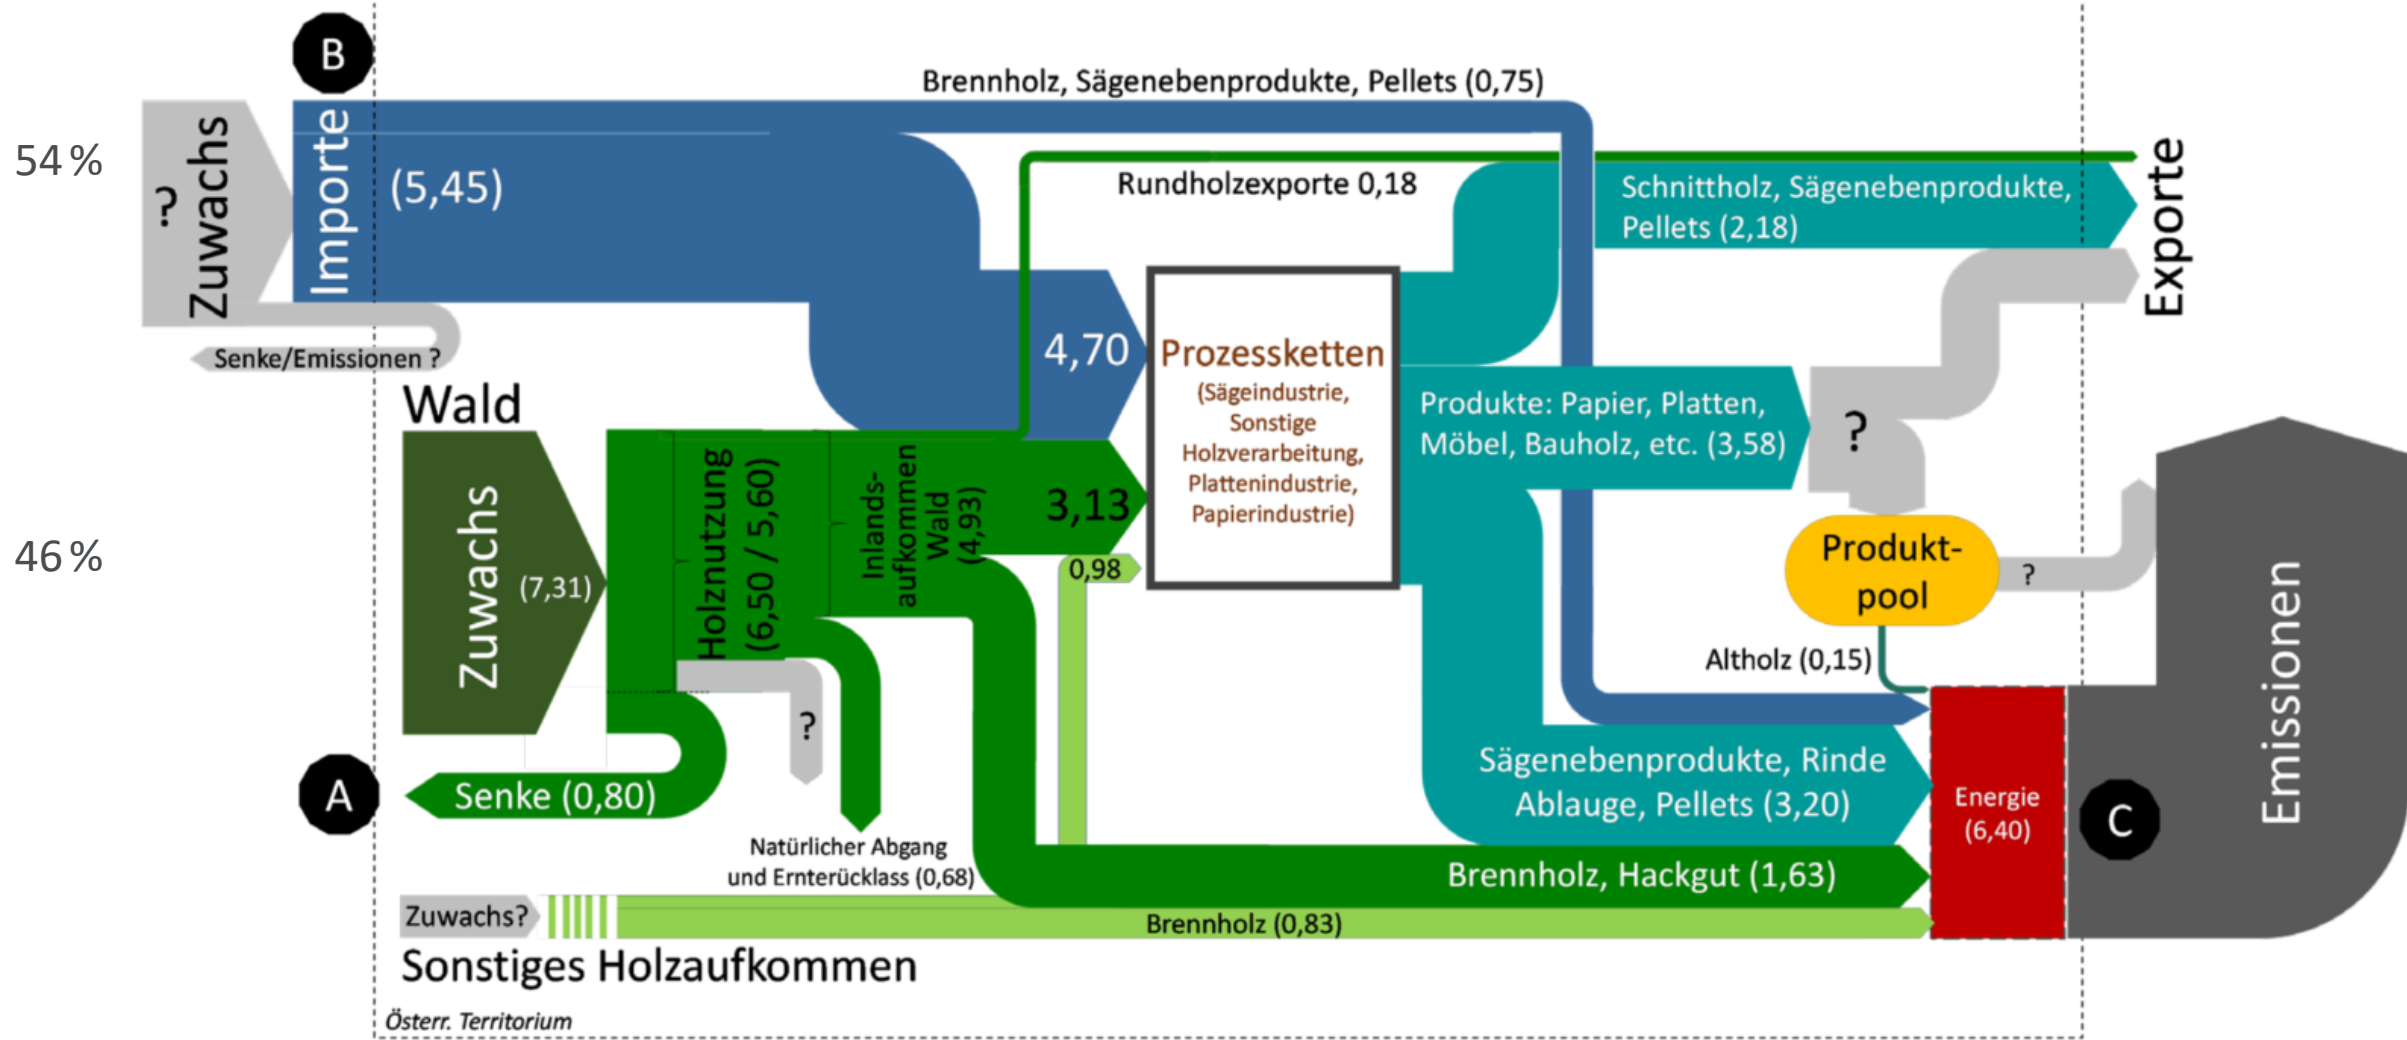 B
Brennholz, Sägenebenprodukte, Pellets (0,75)
54 %
?
Zuwachs
Importe
(5,45)
Rundholzexporte 0,18
Schnittholz, Sägenebenprodukte,
Pellets (2,18)
Exporte
Senke/Emissionen ?
4,70
Prozessketten
(Sägeindustrie,
Sonstige
Holzverarbeitung,
Plattenindustrie,
Papierindustrie)
Produkte: Papier, Platten,
Möbel, Bauholz, etc. (3,58)
?
Wald
46 %
Zuwachs
(7,31)
Holznutzung
(6,50 / 5,60)
Inlands-
aufkommen
Wald
(4,93)
3,13
0,98
Produkt-
pool
?
Altholz (0,15)
Emissionen
?
A
Senke (0,80)
Sägenebenprodukte, Rinde
Ablauge, Pellets (3,20)
Energie
(6,40)
C
Natürlicher Abgang
und Ernterücklass (0,68)
Brennholz, Hackgut (1,63)
Zuwachs?
Brennholz (0,83)
Sonstiges Holzaufkommen
Österr. Territorium